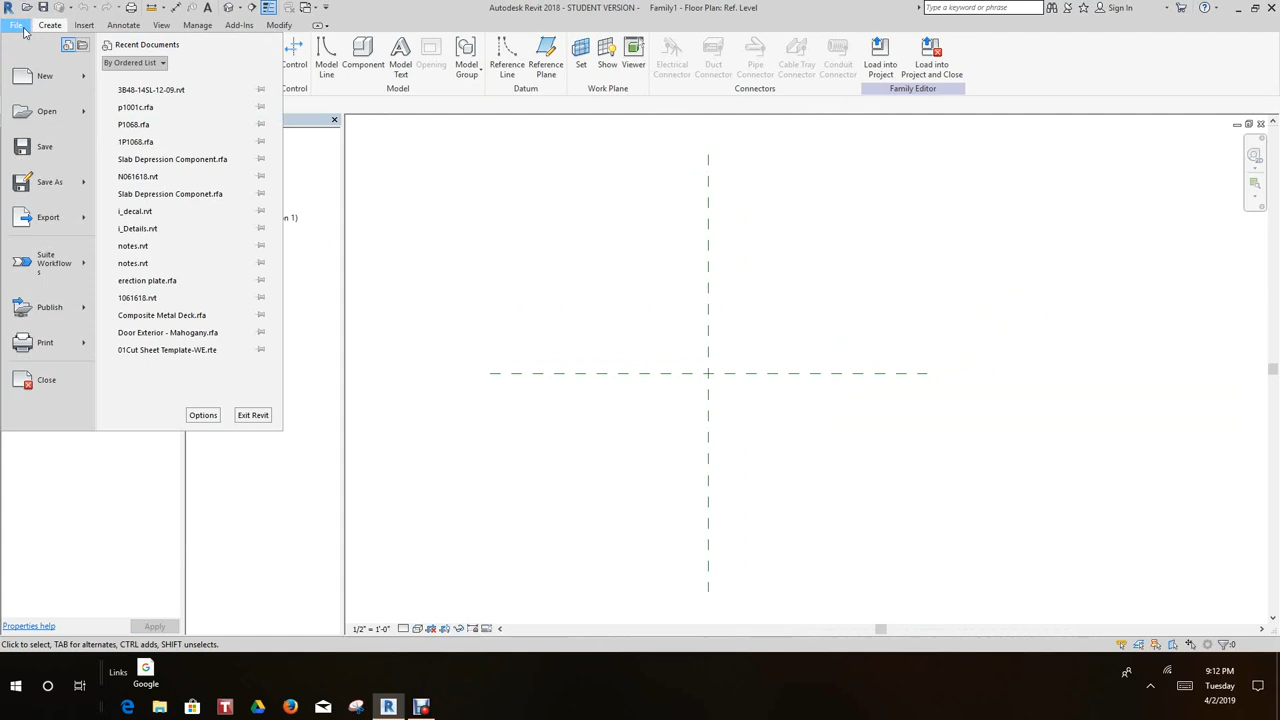 Autodesk Revit 2018 - STUDENT VERSION - Family1 - Floor Plan: Ref. Level
Type a keyword or phrase
Sign In
File
Create
Insert
Annotate
View
Manage
Add-Ins
Modify
Recent Documents
By Ordered List
New
Open
Save
Save As
Export
Suite
Workflow
s
Publish
Print
Close
3B48-14SL-12-09.rvt
p1001c.rfa
P1068.rfa
1P1068.rfa
Slab Depression Component.rfa
N061618.rvt
Slab Depression Componet.rfa
i_decal.rvt
i_Details.rvt
notes.rvt
notes.rvt
erection plate.rfa
1061618.rvt
Composite Metal Deck.rfa
Door Exterior - Mahogany.rfa
01Cut Sheet Template-WE.rte
Options
Exit Revit
Control
Model
Line
Component
Model
Text
Opening
Model
Group
Reference
Line
Reference
Plane
Set
Show
Viewer
Electrical
Connector
Duct
Connector
Pipe
Connector
Cable Tray
Connector
Conduit
Connector
Load into
Project
Load into
Project and Close
Control
Model
Datum
Work Plane
Connectors
Family Editor
on 1)
Properties help
Apply
1/2" = 1'-0"
Click to select, TAB for alternates, CTRL adds, SHIFT unselects.
:0
Links
Google
9:12 PM
Tuesday
4/2/2019